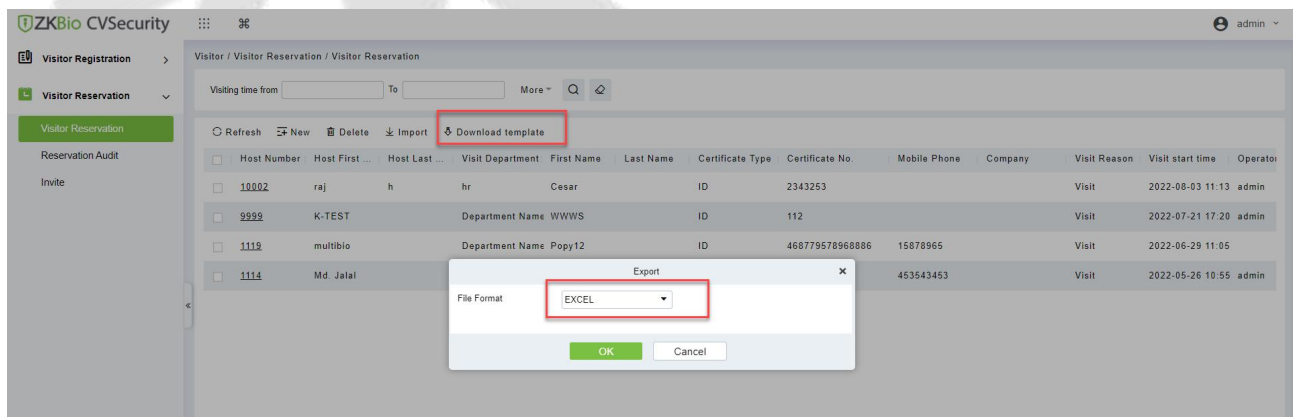 ZKBio CVSecurity
admin
Visitor Registration
Visitor / Visitor Reservation / Visitor Reservation
Visitor Reservation
Visiting time from To More
Visitor Reservation
Reservation Audit
Invite
Refresh New Delete Import Download template
Host Number Host First ... Host Last ... Visit Department First Name Last Name Certificate Type Certificate No. Mobile Phone Company Visit Reason Visit start time Operator
10002 raj h hr Cesar ID 2343253 Visit 2022-08-03 11:13 admin
9999 K-TEST Department Name WWWS ID 112 Visit 2022-07-21 17:20 admin
1119 multibio Department Name Popy12 ID 468779578968886 15878965 Visit 2022-06-29 11:05
1114 Md. Jalal 453543453 Visit 2022-05-26 10:55 admin
Export
File Format EXCEL
OK Cancel